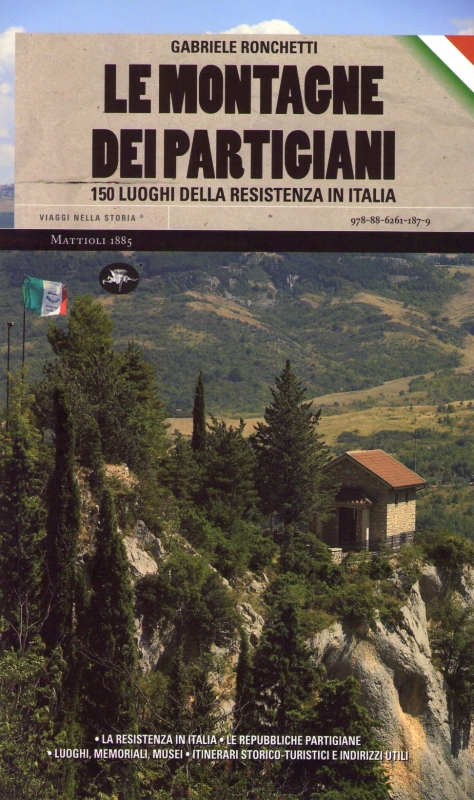 GABRIELE RONCHETTI
LE MONTAGNE
DEI PARTIGIANI
150 LUOGHI DELLA RESISTENZA IN ITALIA
VIAGGI NELLA STORIA ®
978-88-6261-187-9
MATTIOLI 1885
• LA RESISTENZA IN ITALIA • LE REPUBBLICHE PARTIGIANE
• LUOGHI, MEMORIALI, MUSEI • ITINERARI STORICO-TURISTICI E INDIRIZZI UTILI